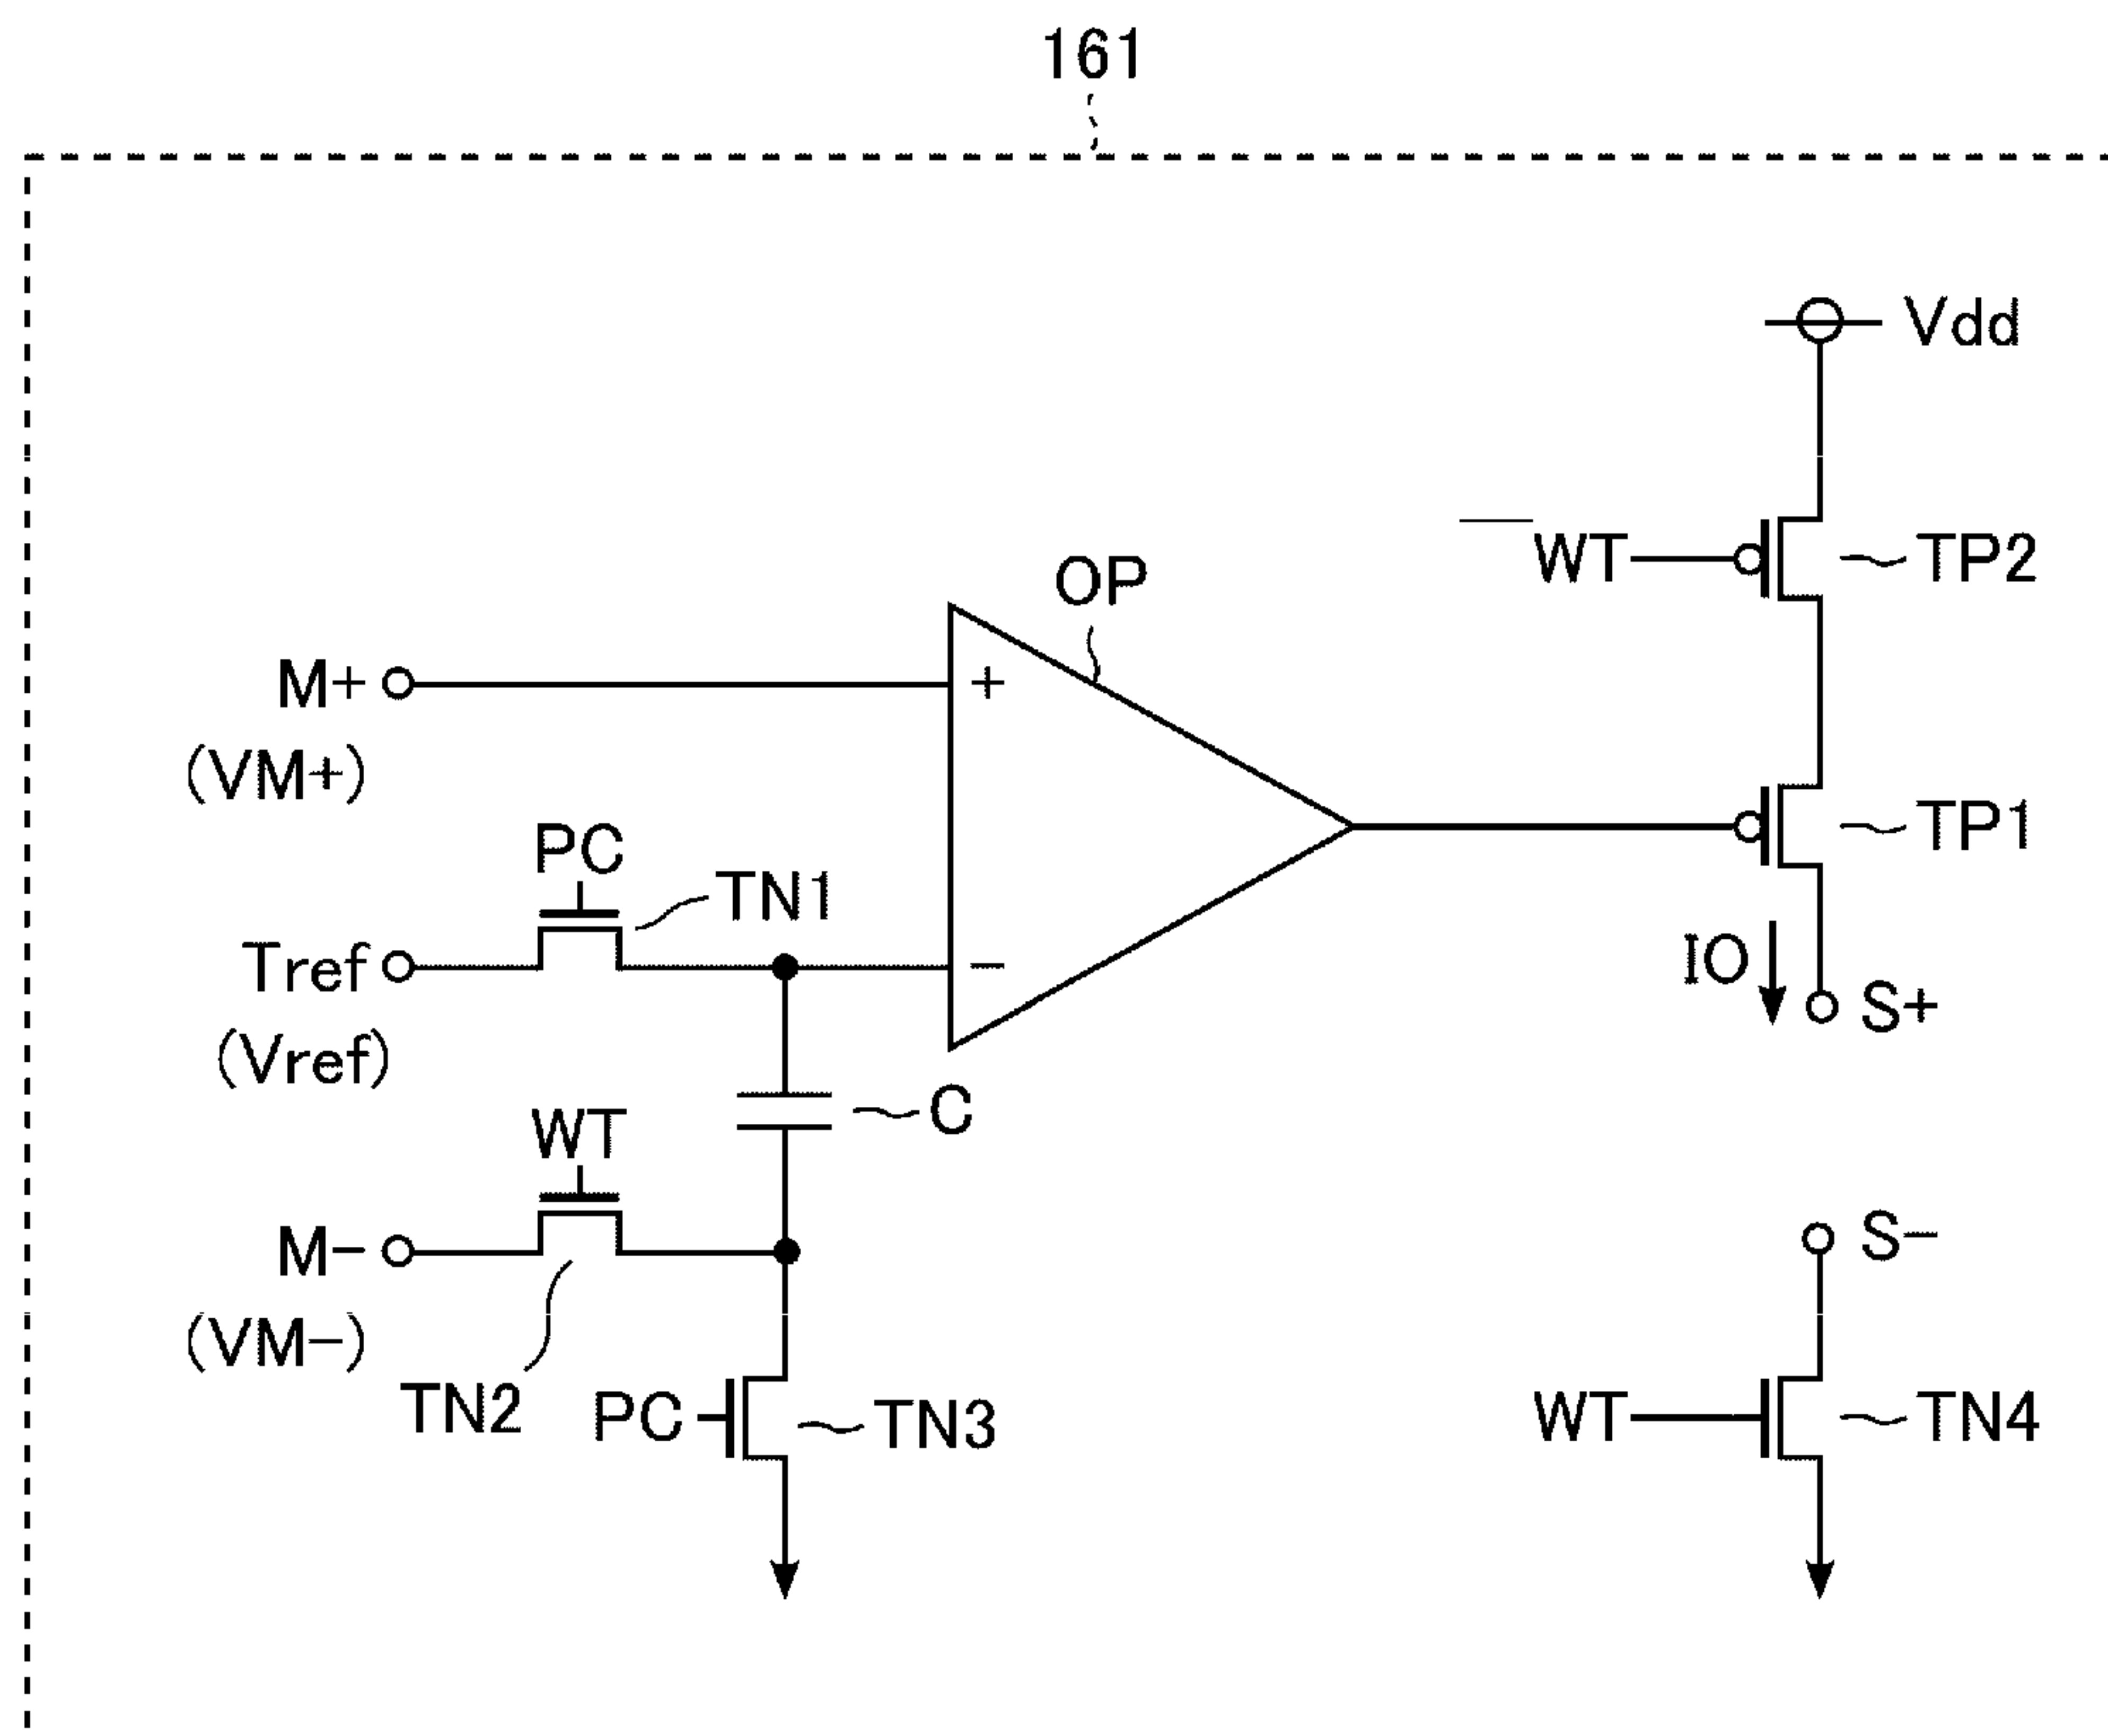 161
Vdd
WT
TP2
OP
M+
+
(VM+)
PC
TN1
TP1
Tref
−
IO
S+
(Vref)
C
WT
M−
S−
(VM−)
TN2
PC
TN3
WT
TN4